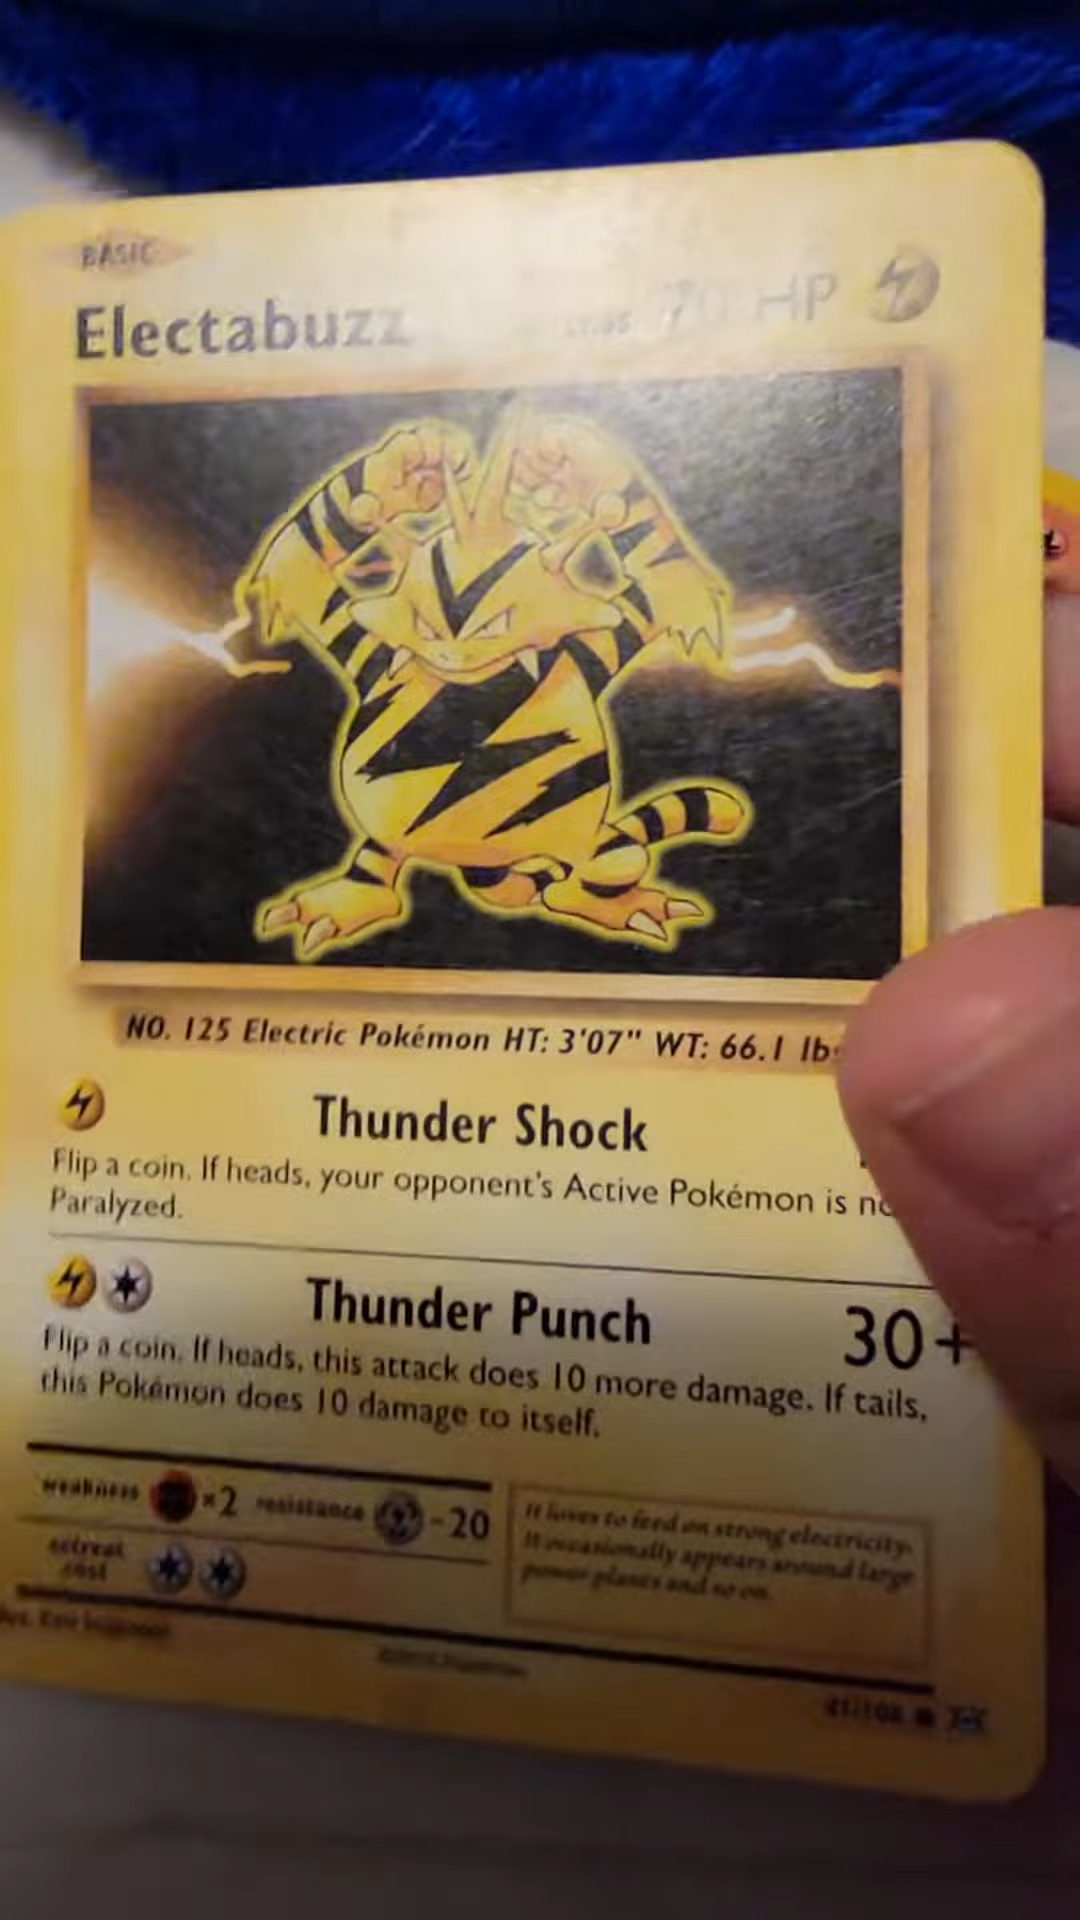 BASIC
Electabuzz 70 HP
NO. 125 Electric Pokémon HT: 3'07" WT: 66.1 lb
Thunder Shock
Flip a coin. If heads, your opponent's Active Pokémon is no
Paralyzed.
Thunder Punch 30+
Flip a coin. If heads, this attack does 10 more damage. If tails,
this Pokémon does 10 damage to itself.
weakness ×2 resistance -20
It loves to feed on strong electricity.
It occasionally appears around large
power plants and so on.
retreat
cost
41/108